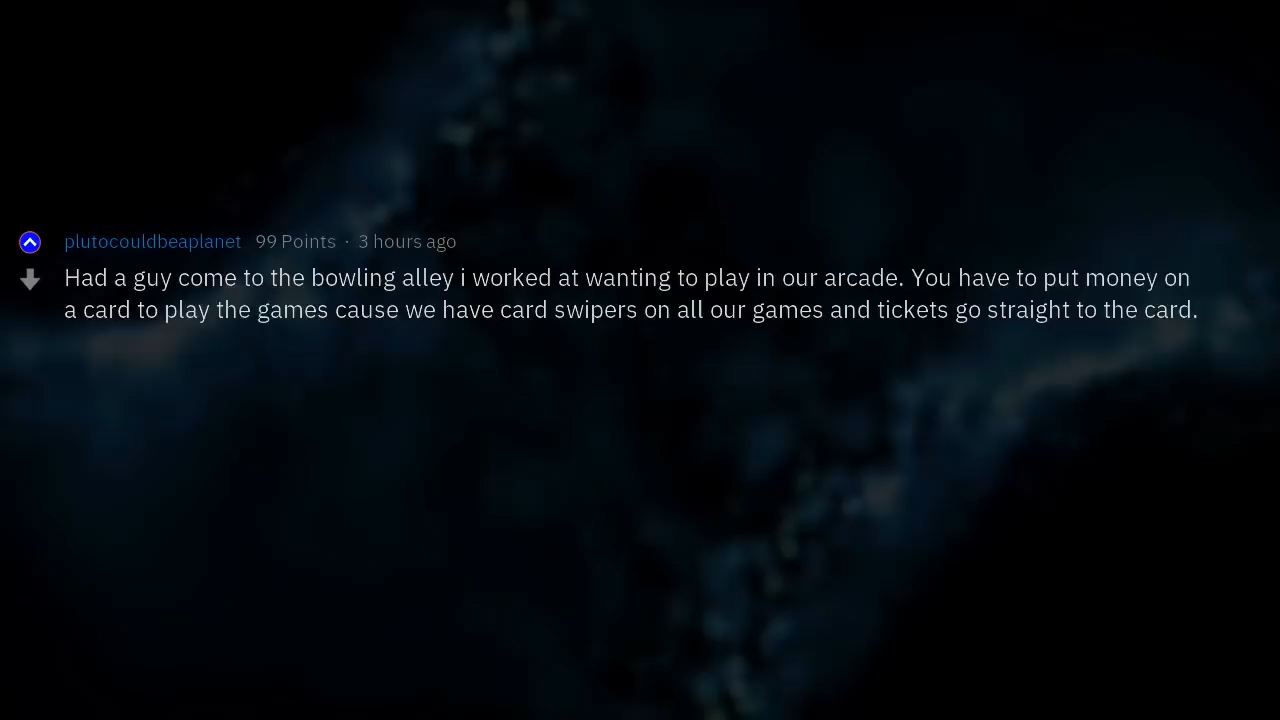 plutocouldbeaplanet 99 Points · 3 hours ago
Had a guy come to the bowling alley i worked at wanting to play in our arcade. You have to put money on
a card to play the games cause we have card swipers on all our games and tickets go straight to the card.